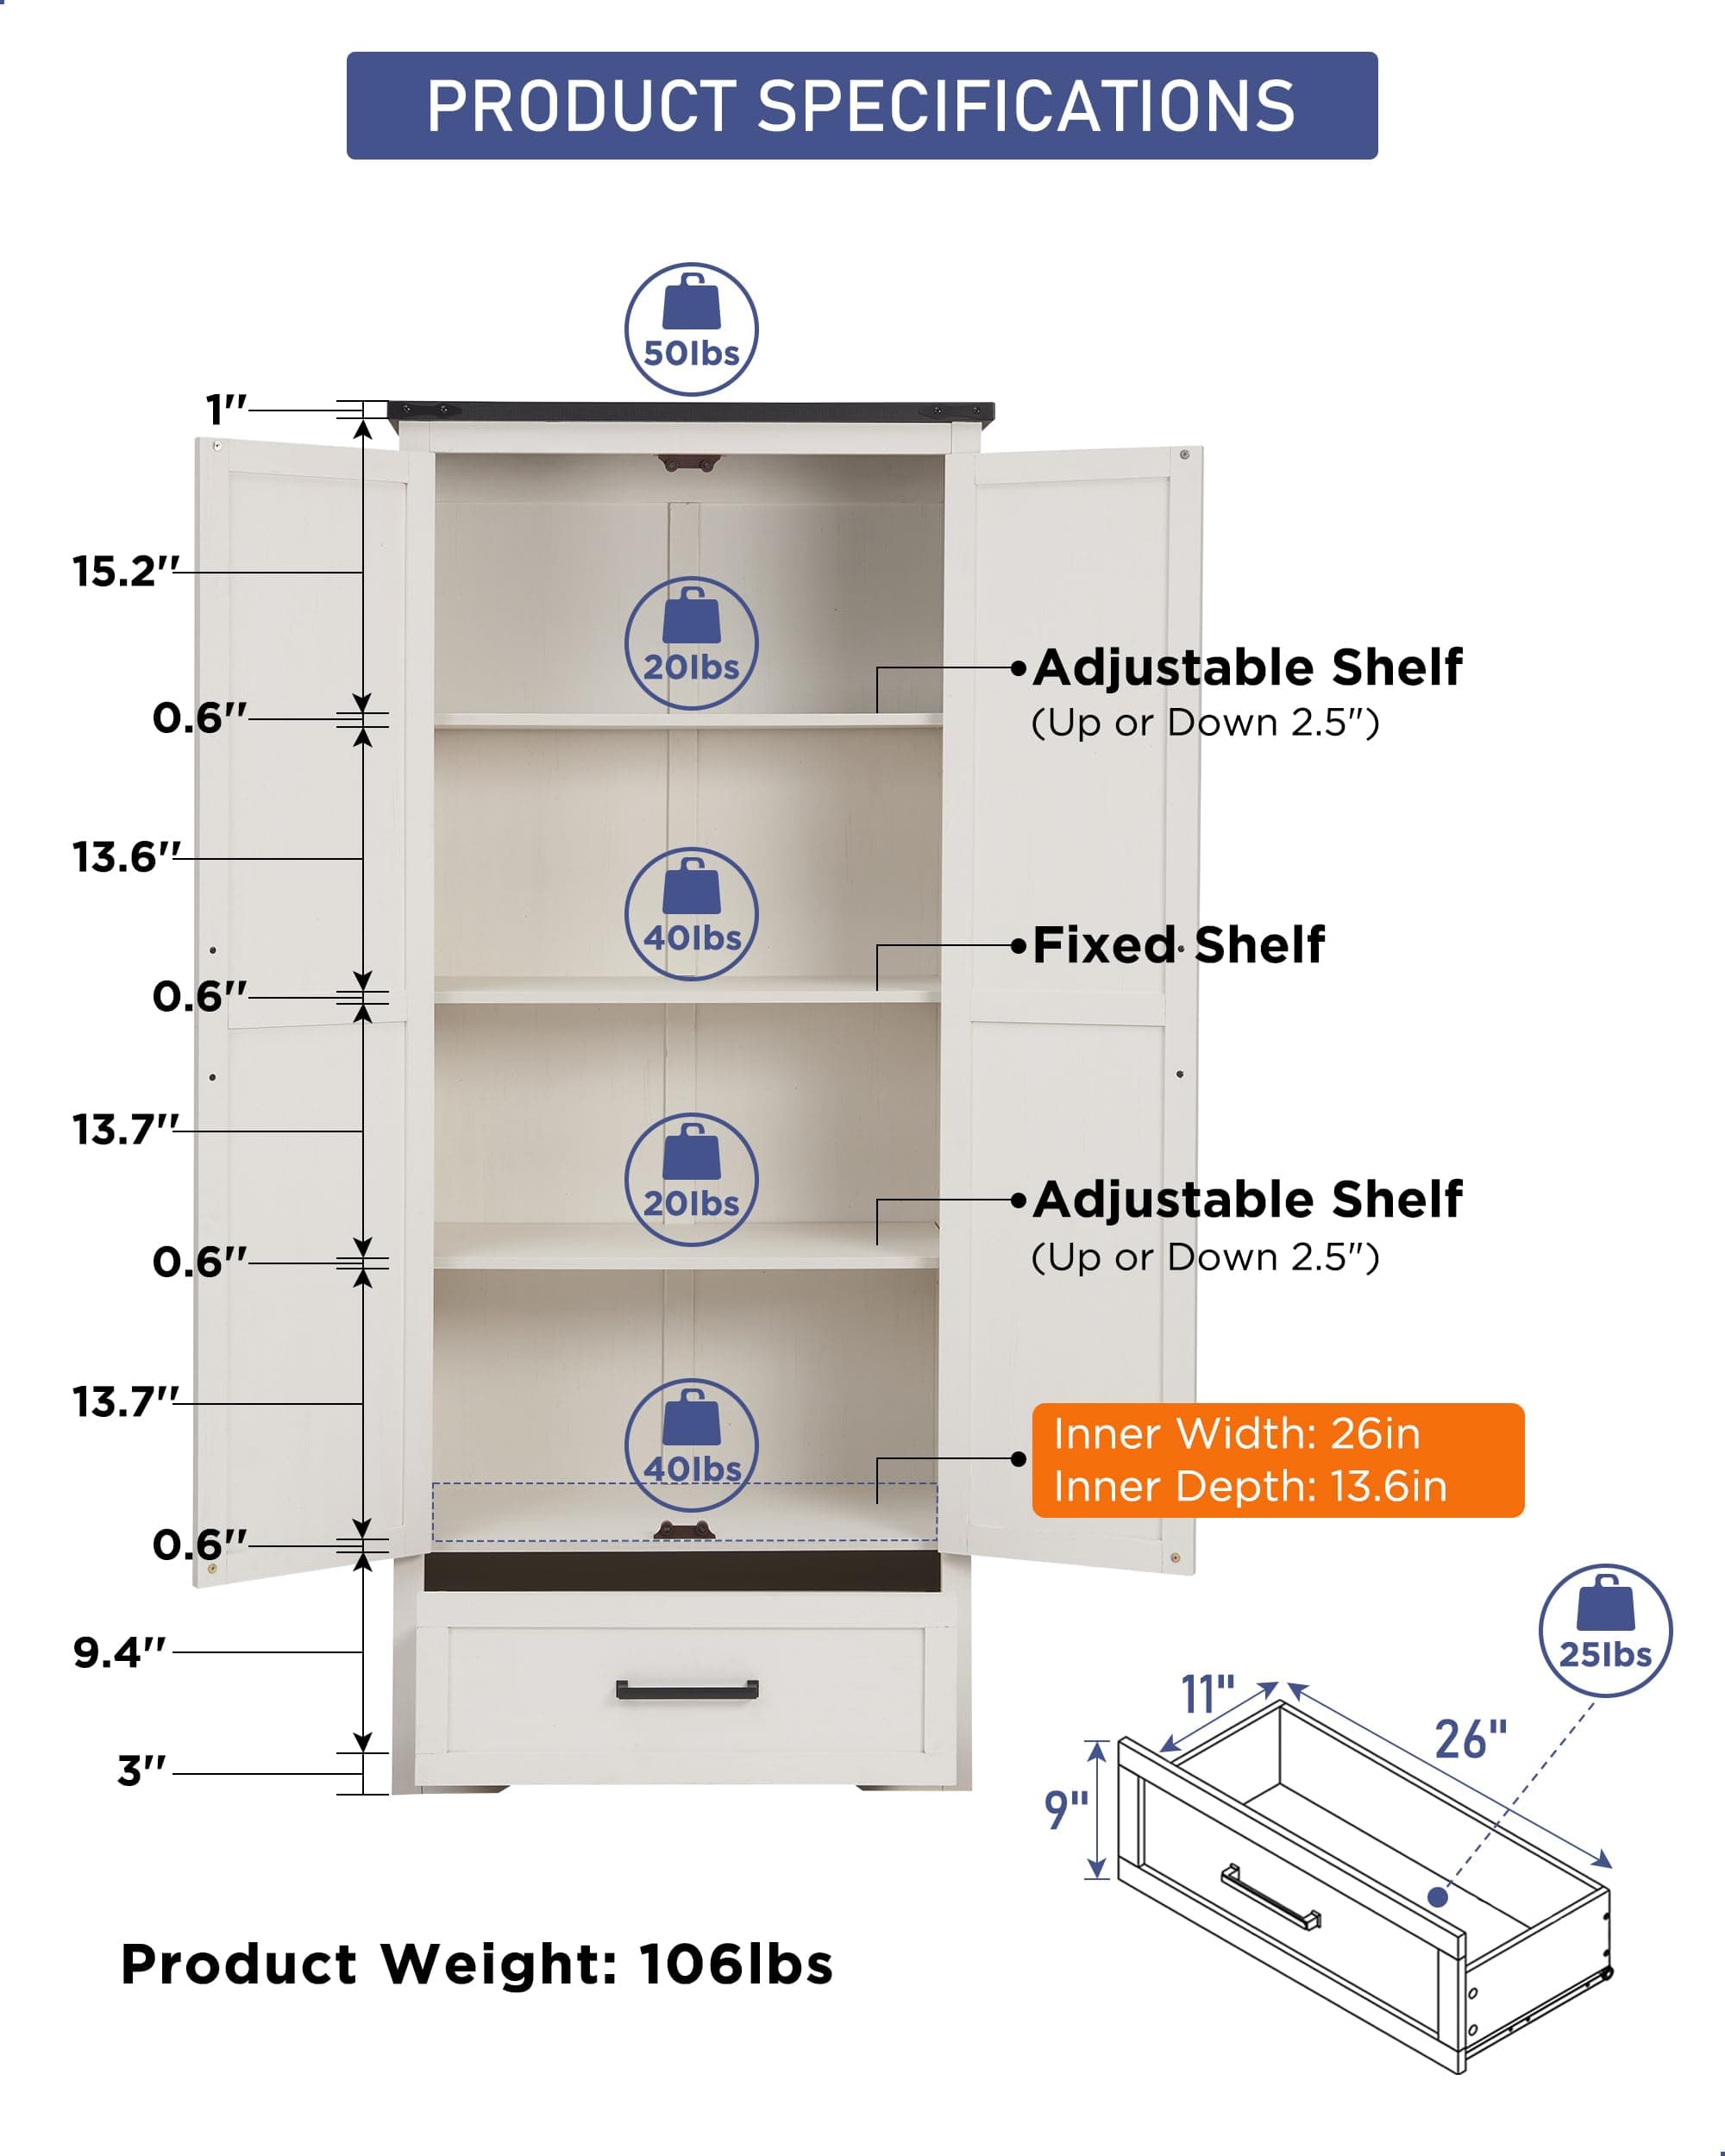 PRODUCT SPECIFICATIONS
50lbs
1"
15.2"
20lbs
Adjustable Shelf
0.6"
(Up or Down 2.5")
13.6"
40lbs
Fixed Shelf
0.6"
13.7"
20lbs
Adjustable Shelf
0.6"
(Up or Down 2.5")
13.7"
40lbs
Inner Width: 26in
Inner Depth: 13.6in
0.6"
9.4"
25lbs
11"
26"
3"
9"
Product Weight: 106lbs